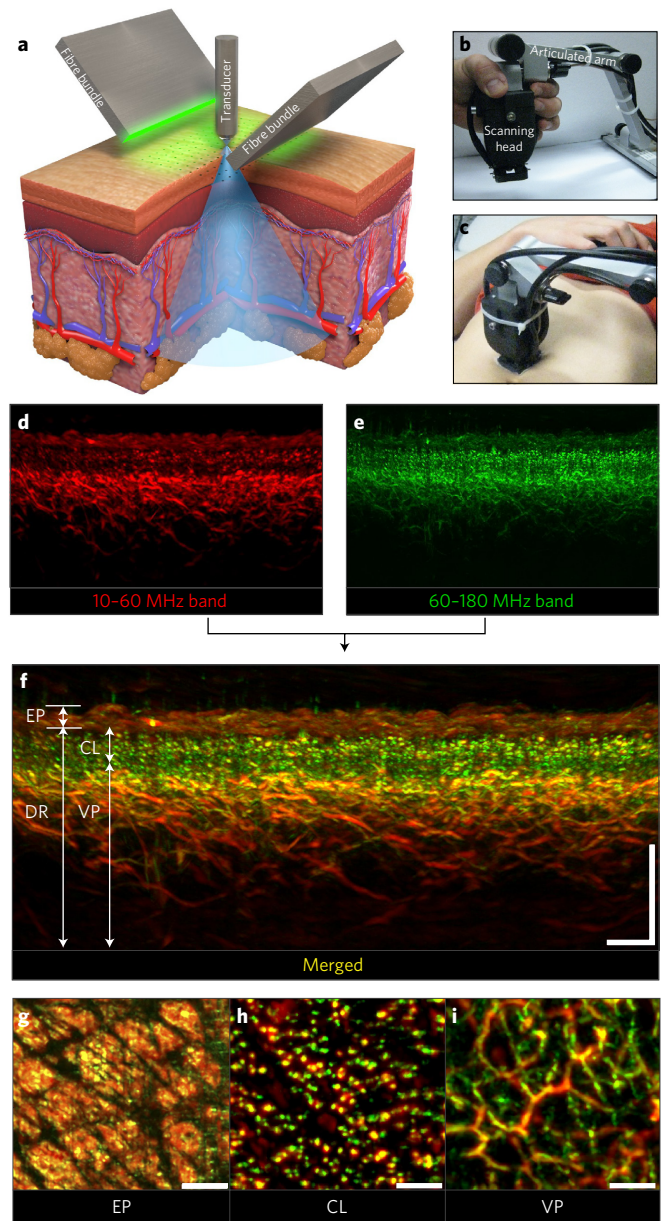 a
Fibre bundle
Transducer
Fibre bundle
b
Articulated arm
Scanning
head
c
d
10–60 MHz band
e
60–180 MHz band
f
EP
CL
DR
VP
Merged
g
EP
h
CL
i
VP